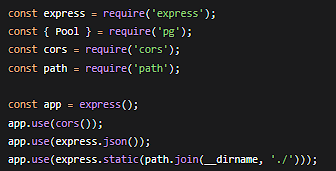 const express = require('express');
const { Pool } = require('pg');
const cors = require('cors');
const path = require('path');

const app = express();
app.use(cors());
app.use(express.json());
app.use(express.static(path.join(__dirname, './')));